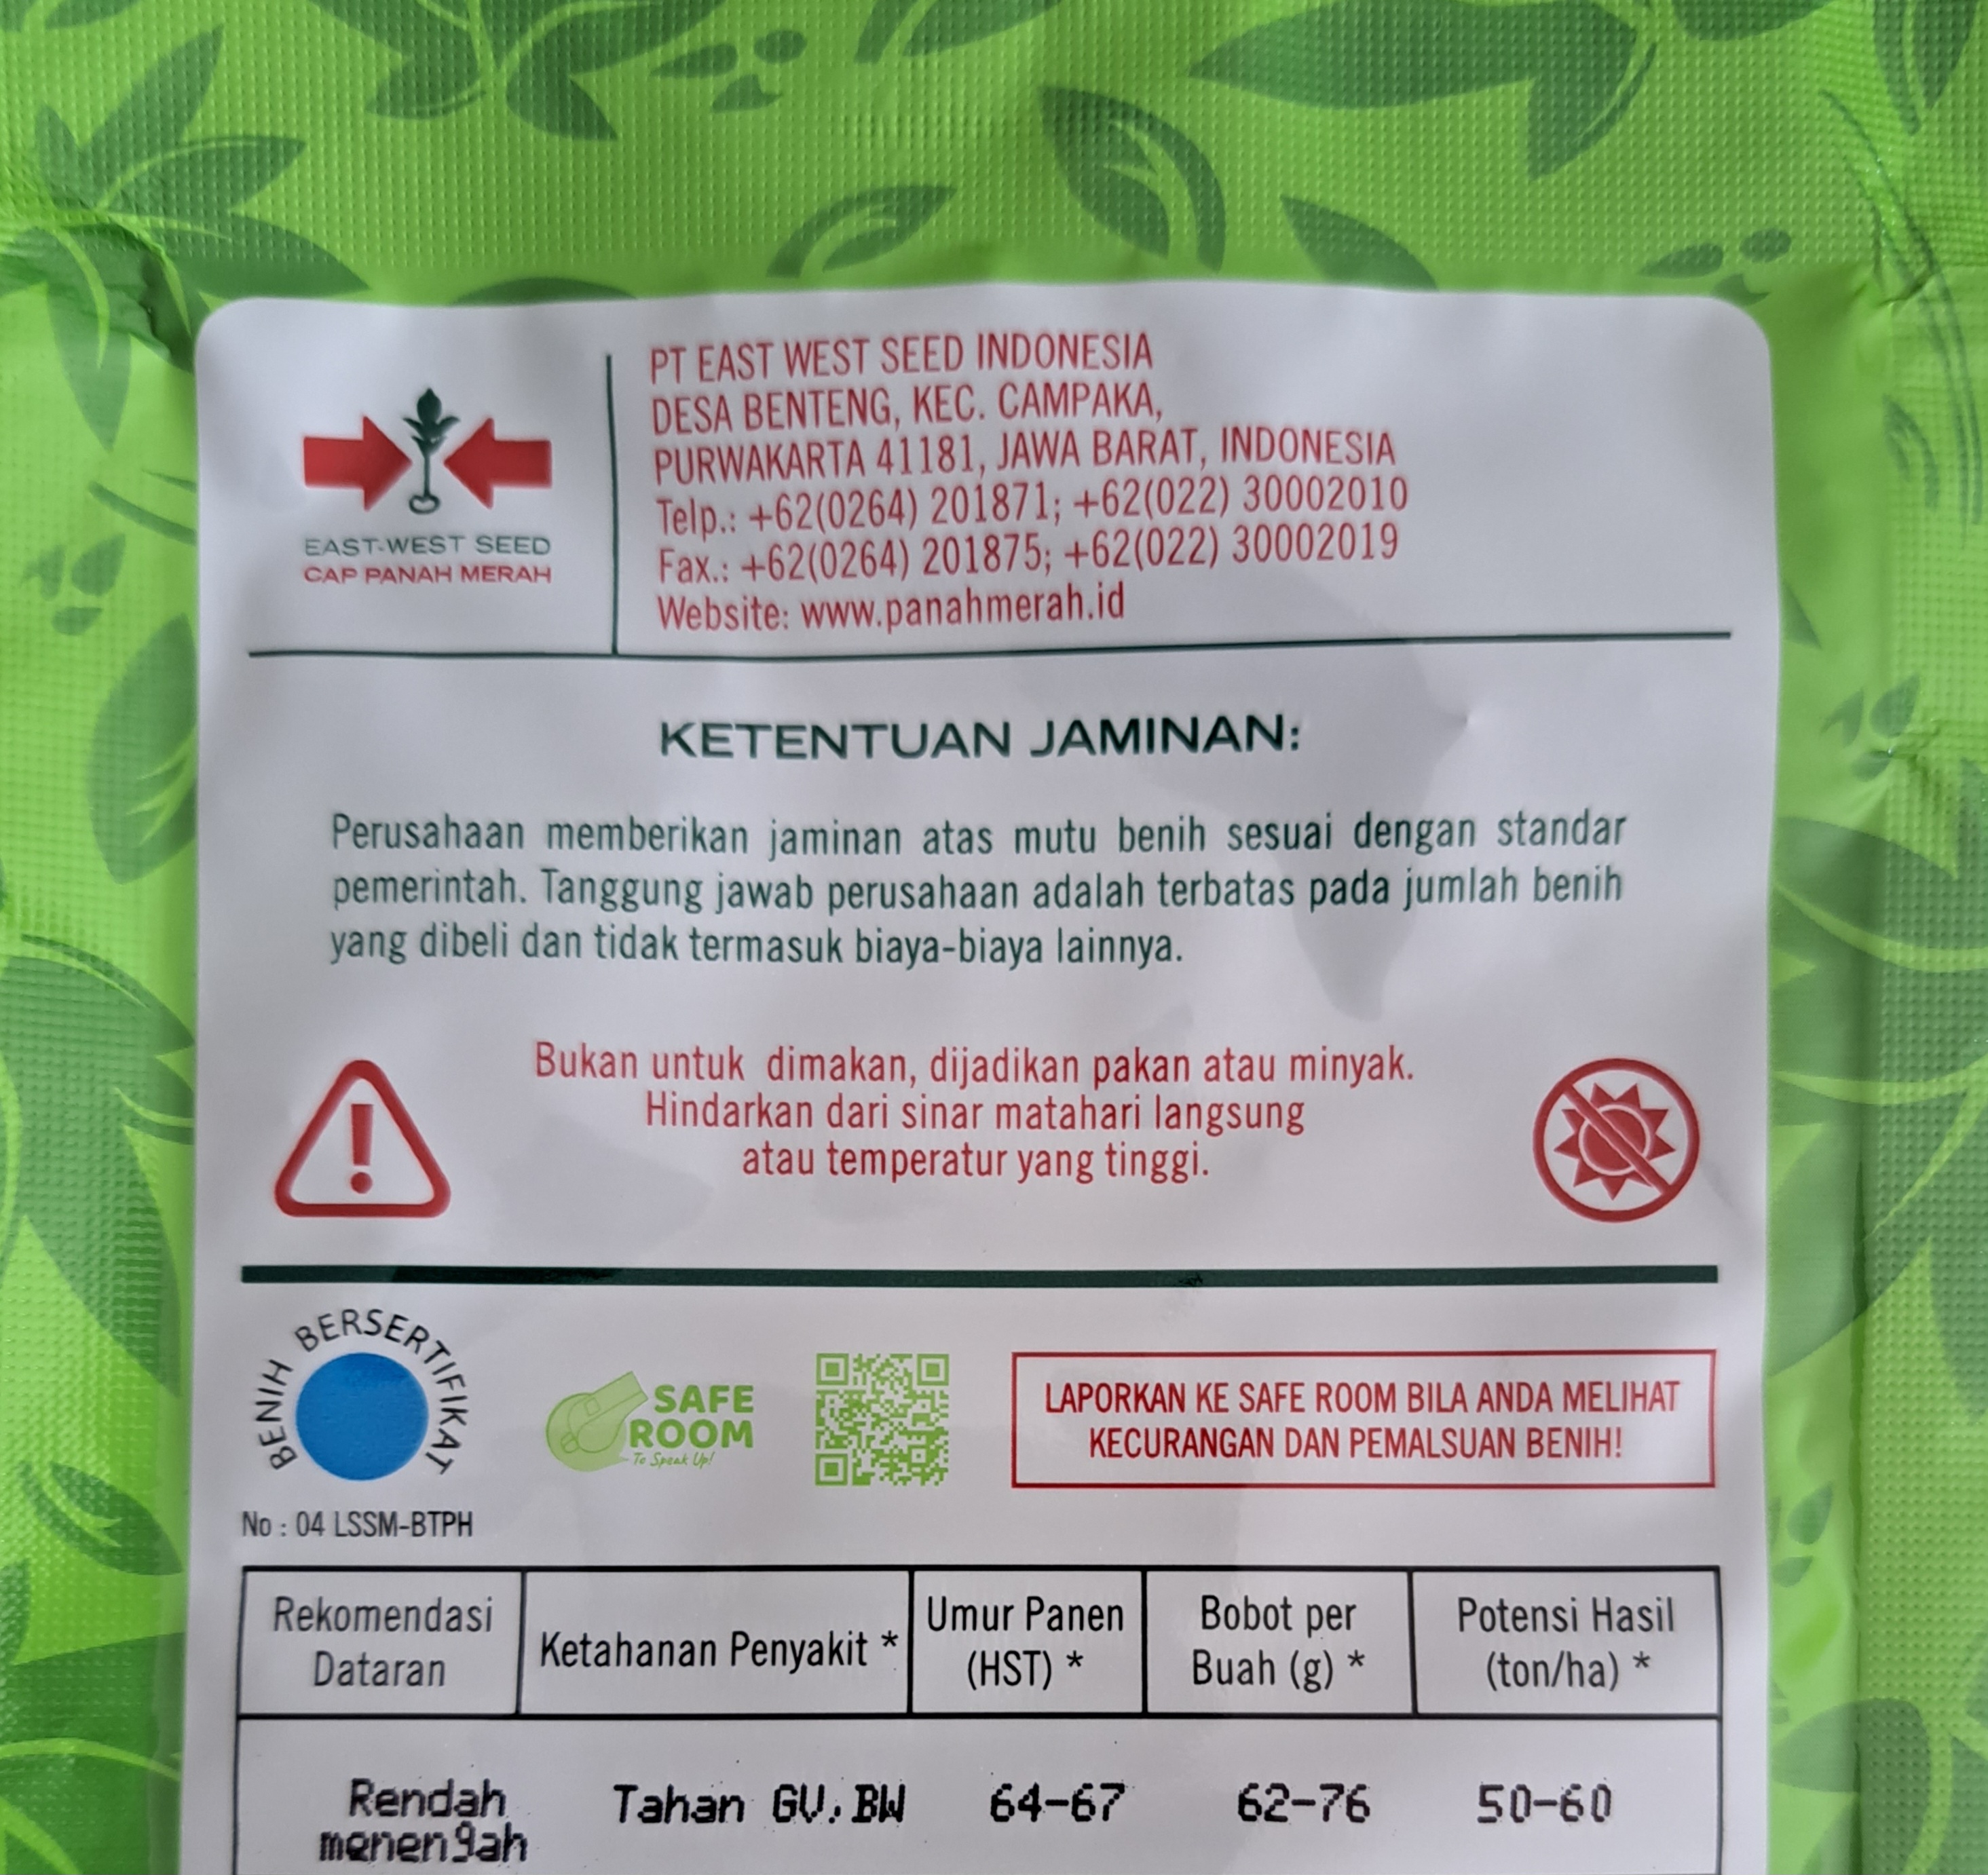 PT EAST WEST SEED INDONESIA
DESA BENTENG, KEC. CAMPAKA,
PURWAKARTA 41181, JAWA BARAT, INDONESIA
Telp.: +62(0264) 201871; +62(022) 30002010
Fax.: +62(0264) 201875; +62(022) 30002019
Website: www.panahmerah.id
EAST-WEST SEED
CAP PANAH MERAH
KETENTUAN JAMINAN:
Perusahaan memberikan jaminan atas mutu benih sesuai dengan standar
pemerintah. Tanggung jawab perusahaan adalah terbatas pada jumlah benih
yang dibeli dan tidak termasuk biaya-biaya lainnya.
Bukan untuk dimakan, dijadikan pakan atau minyak.
Hindarkan dari sinar matahari langsung
atau temperatur yang tinggi.
BENIH BERSERTIFIKAT
No : 04 LSSM-BTPH
SAFE
ROOM
To Speak Up!
LAPORKAN KE SAFE ROOM BILA ANDA MELIHAT
KECURANGAN DAN PEMALSUAN BENIH!
Rekomendasi
Dataran
Ketahanan Penyakit *
Umur Panen
(HST) *
Bobot per
Buah (g) *
Potensi Hasil
(ton/ha) *
Rendah
menengah
Tahan GV,BW
64-67
62-76
50-60